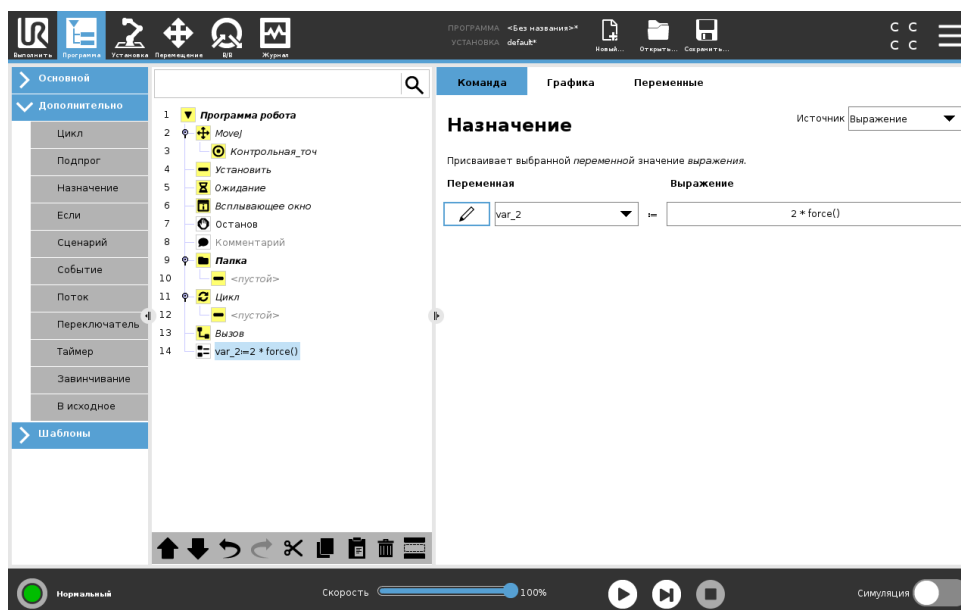 ПРОГРАММА <Без названия>*
УСТАНОВКА default*
Выполнить Программа Установка Перемещение В/В Журнал
Новый... Открыть... Сохранить...
C C
C C
Основной
Дополнительно
Цикл
Подпрог
Назначение
Если
Сценарий
Событие
Поток
Переключатель
Таймер
Завинчивание
В исходное
Шаблоны
1 Программа робота
2 MoveJ
3 Контрольная_точ
4 Установить
5 Ожидание
6 Всплывающее окно
7 Останов
8 Комментарий
9 Папка
10 <пустой>
11 Цикл
12 <пустой>
13 Вызов
14 var_2:=2 * force()
Команда Графика Переменные
Назначение
Источник Выражение
Присваивает выбранной переменной значение выражения.
Переменная Выражение
var_2 := 2 * force()
Нормальный
Скорость 100%
Симуляция